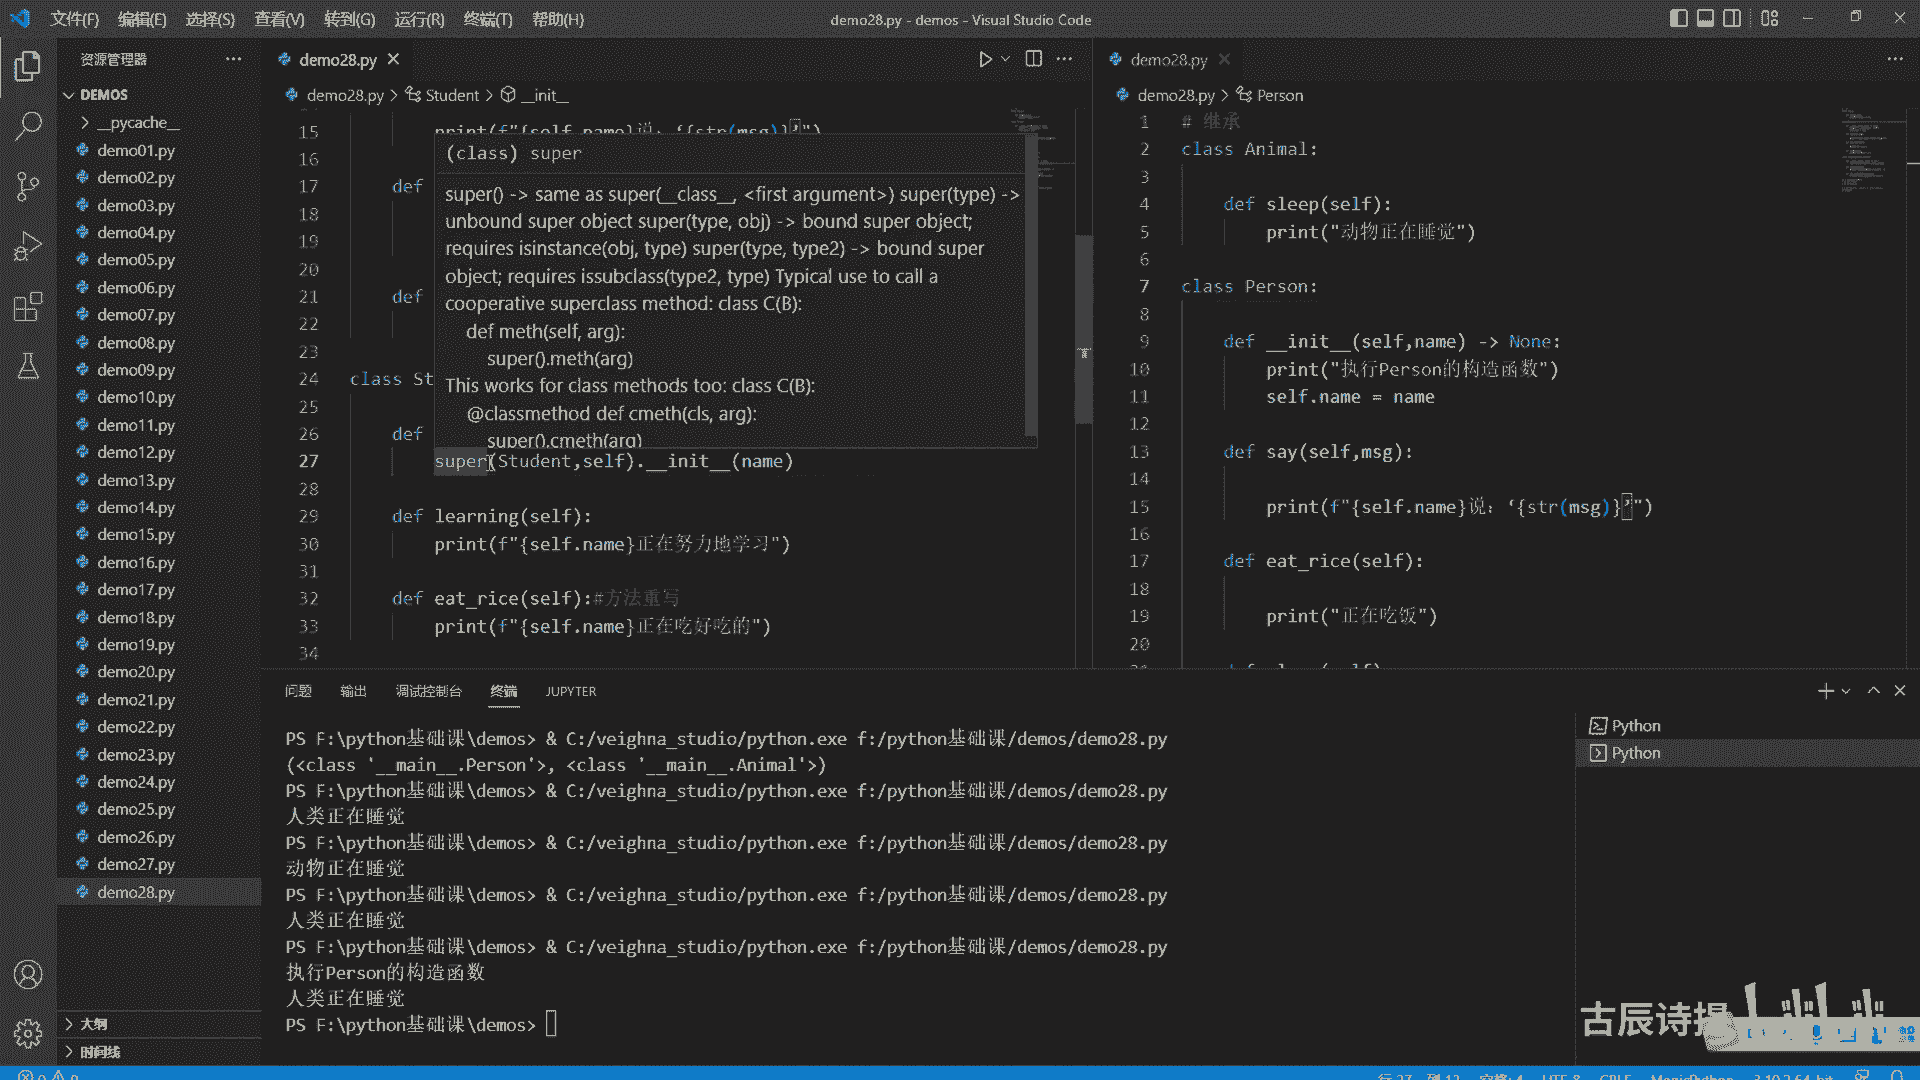 文件(F) 编辑(E) 选择(S) 查看(V) 转到(G) 运行(R) 终端(T) 帮助(H)
demo28.py - demos - Visual Studio Code
资源管理器
DEMOS
__pycache__
demo01.py
demo02.py
demo03.py
demo04.py
demo05.py
demo06.py
demo07.py
demo08.py
demo09.py
demo10.py
demo11.py
demo12.py
demo13.py
demo14.py
demo15.py
demo16.py
demo17.py
demo18.py
demo19.py
demo20.py
demo21.py
demo22.py
demo23.py
demo24.py
demo25.py
demo26.py
demo27.py
demo28.py
大纲
时间线
demo28.py
demo28.py > Student > __init__
15 print(f"{self.name}说：‘{str(msg)}’")
16
17 def
18
19
20
21 def
22
23
24 class St
25
26 def
27 super(Student,self).__init__(name)
28
29 def learning(self):
30 print(f"{self.name}正在努力地学习")
31
32 def eat_rice(self):#方法重写
33 print(f"{self.name}正在吃好吃的")
34
(class) super
super() -> same as super(__class__, <first argument>) super(type) ->
unbound super object super(type, obj) -> bound super object;
requires isinstance(obj, type) super(type, type2) -> bound super
object; requires issubclass(type2, type) Typical use to call a
cooperative superclass method: class C(B):
def meth(self, arg):
super().meth(arg)
This works for class methods too: class C(B):
@classmethod def cmeth(cls, arg):
super().cmeth(arg)
demo28.py
demo28.py > Person
1 # 继承
2 class Animal:
3
4 def sleep(self):
5 print("动物正在睡觉")
6
7 class Person:
8
9 def __init__(self,name) -> None:
10 print("执行Person的构造函数")
11 self.name = name
12
13 def say(self,msg):
14
15 print(f"{self.name}说：‘{str(msg)}’")
16
17 def eat_rice(self):
18
19 print("正在吃饭")
20
问题 输出 调试控制台 终端 JUPYTER
PS F:\python基础课\demos> & C:/veighna_studio/python.exe f:/python基础课/demos/demo28.py
(<class '__main__.Person'>, <class '__main__.Animal'>)
PS F:\python基础课\demos> & C:/veighna_studio/python.exe f:/python基础课/demos/demo28.py
人类正在睡觉
PS F:\python基础课\demos> & C:/veighna_studio/python.exe f:/python基础课/demos/demo28.py
动物正在睡觉
PS F:\python基础课\demos> & C:/veighna_studio/python.exe f:/python基础课/demos/demo28.py
人类正在睡觉
PS F:\python基础课\demos> & C:/veighna_studio/python.exe f:/python基础课/demos/demo28.py
执行Person的构造函数
人类正在睡觉
PS F:\python基础课\demos>
Python
Python
古辰诗